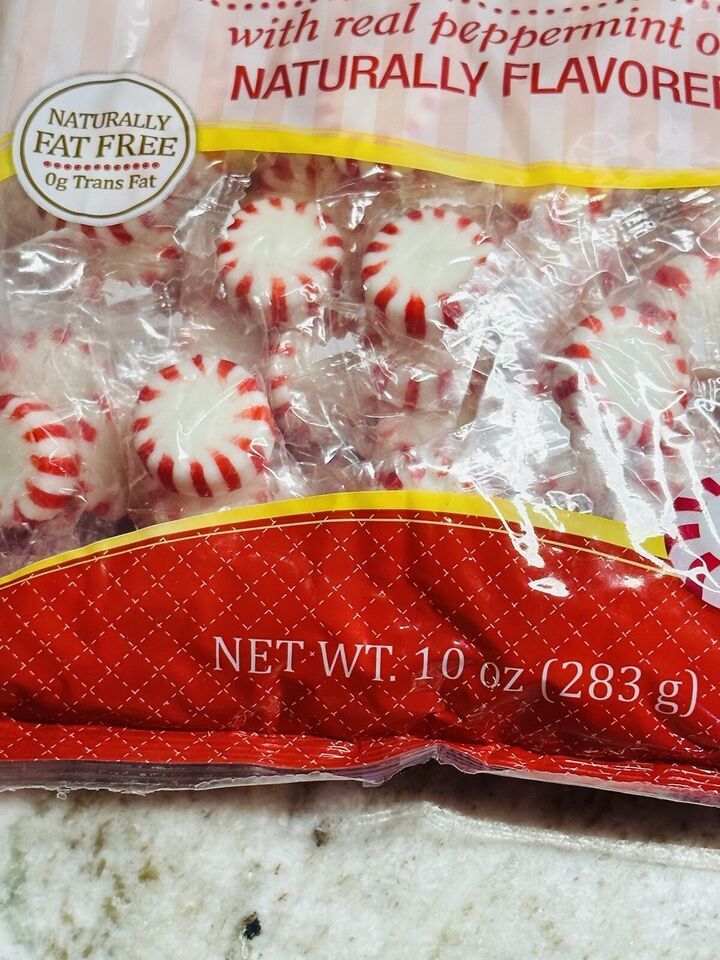 with real peppermint o
NATURALLY FLAVORE
NATURALLY
FAT FREE
0g Trans Fat
NET WT. 10 oz (283 g)